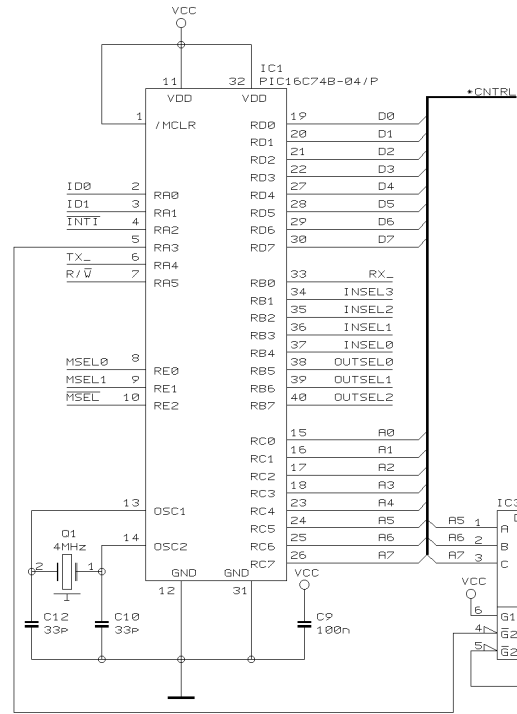 VCC
IC1
11 32 PIC16C74B-04/P
VDD VDD
*CNTRL
1 /MCLR RD0 19 D0
RD1 20 D1
RD2 21 D2
RD3 22 D3
ID0 2 RA0 RD4 27 D4
ID1 3 RA1 RD5 28 D5
INTI 4 RA2 RD6 29 D6
5 RA3 RD7 30 D7
TX_ 6 RA4
R/W 7 RA5 RB0 33 RX_
RB1 34 INSEL3
RB2 35 INSEL2
RB3 36 INSEL1
RB4 37 INSEL0
MSEL0 8 RE0 RB5 38 OUTSEL0
MSEL1 9 RE1 RB6 39 OUTSEL1
MSEL 10 RE2 RB7 40 OUTSEL2
RC0 15 A0
RC1 16 A1
RC2 17 A2
RC3 18 A3
13 OSC1 RC4 23 A4
IC3
RC5 24 A5 A5 1 A
Q1
4MHz
14 OSC2 RC6 25 A6 A6 2 B
RC7 26 A7 A7 3 C
2 1
GND GND
12 31
VCC
VCC
C12
33p
C10
33p
C9
100n
6 G1
4 G2
5 G2